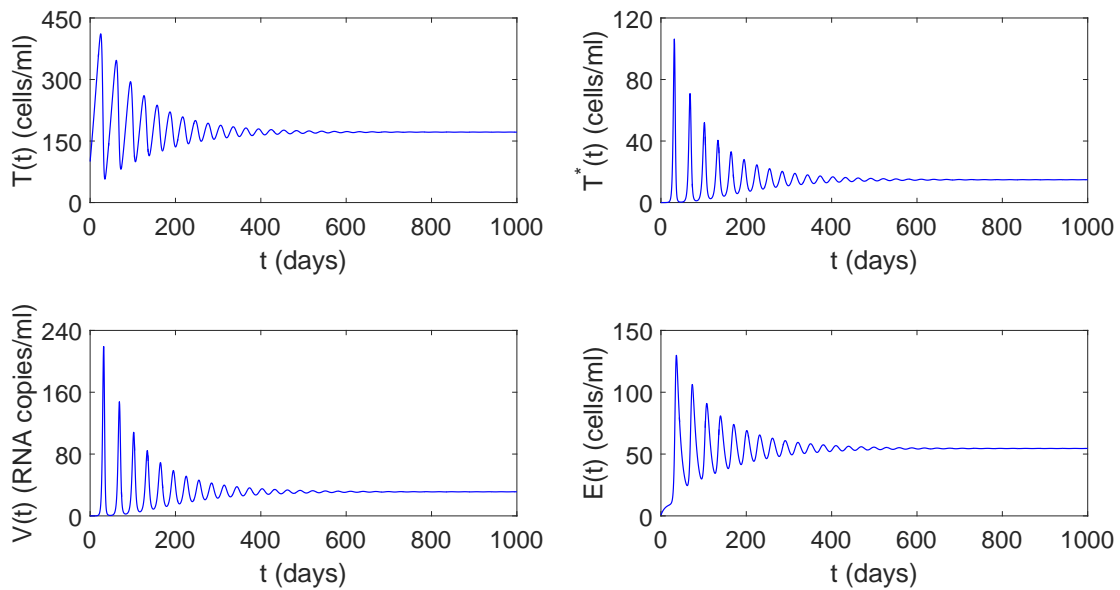 T(t) (cells/ml)
450
300
150
0
0 200 400 600 800 1000
t (days)
T*(t) (cells/ml)
120
80
40
0
0 200 400 600 800 1000
t (days)
V(t) (RNA copies/ml)
240
160
80
0
0 200 400 600 800 1000
t (days)
E(t) (cells/ml)
150
100
50
0
0 200 400 600 800 1000
t (days)